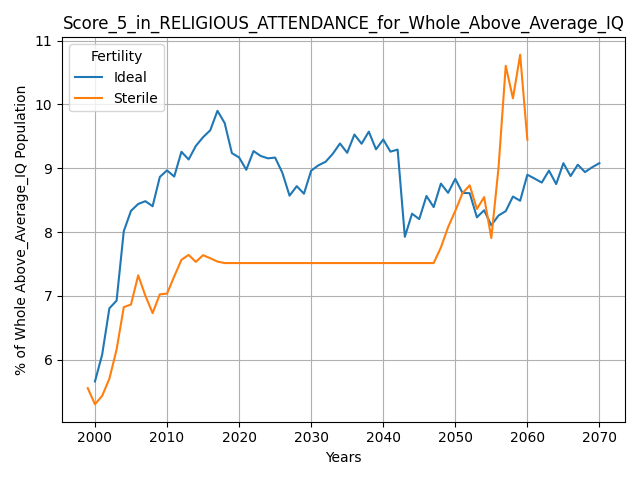 Score_5_in_RELIGIOUS_ATTENDANCE_for_Whole_Above_Average_IQ
Fertility
Ideal
Sterile
% of Whole Above_Average_IQ Population
11
10
9
8
7
6
2000 2010 2020 2030 2040 2050 2060 2070
Years